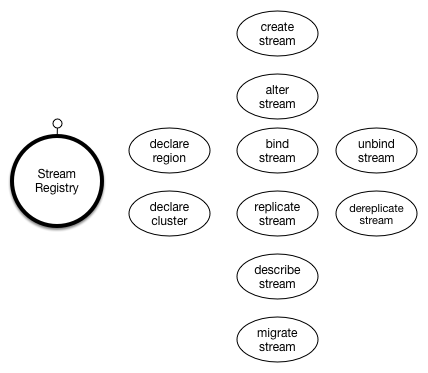 create
stream
alter
stream
Stream
Registry
declare
region
bind
stream
unbind
stream
declare
cluster
replicate
stream
dereplicate
stream
describe
stream
migrate
stream